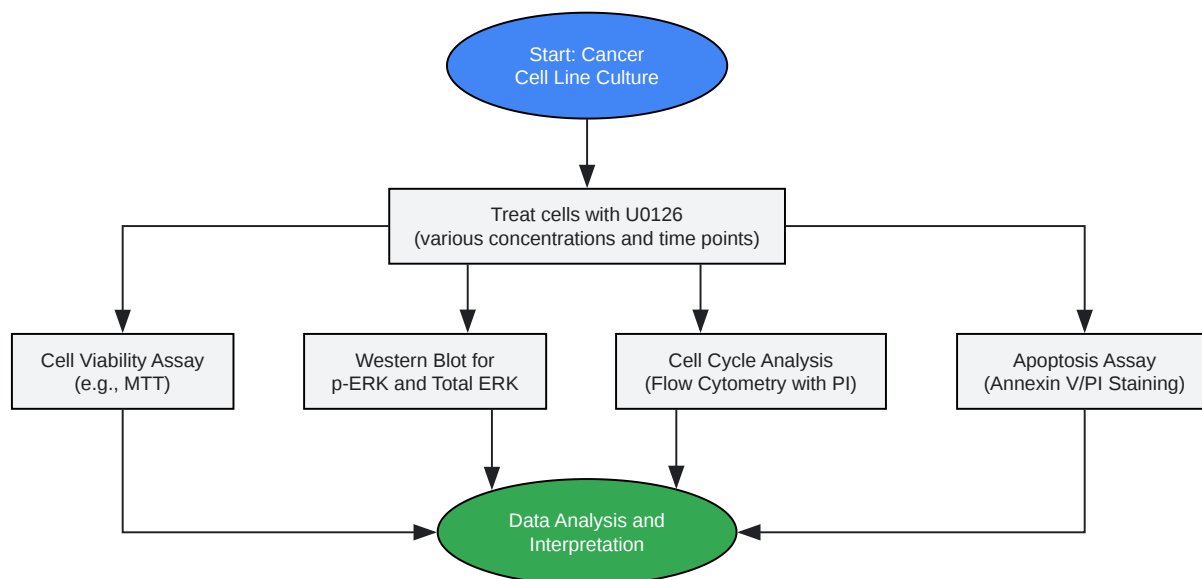 Start: Cancer
Cell Line Culture
Treat cells with U0126
(various concentrations and time points)
Cell Viability Assay
(e.g., MTT)
Western Blot for
p-ERK and Total ERK
Cell Cycle Analysis
(Flow Cytometry with PI)
Apoptosis Assay
(Annexin V/PI Staining)
Data Analysis and
Interpretation